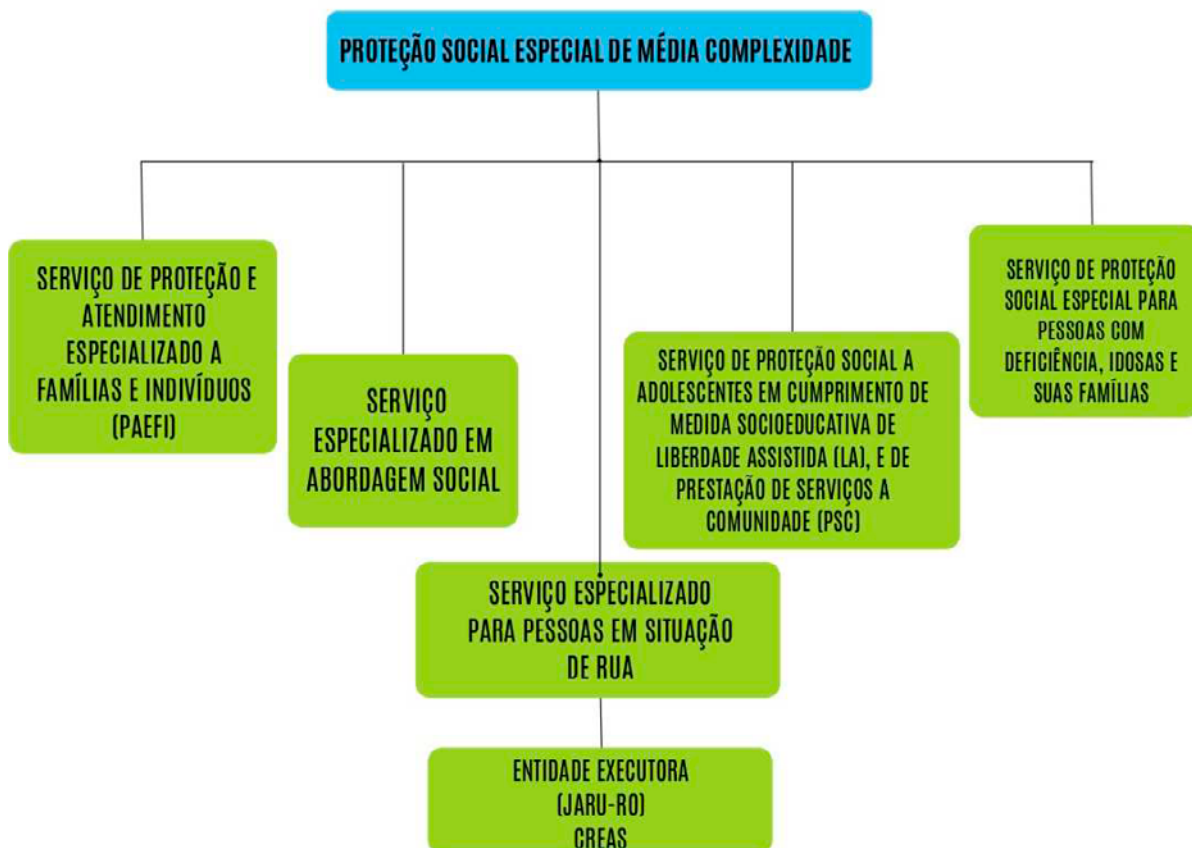 PROTEÇÃO SOCIAL ESPECIAL DE MÉDIA COMPLEXIDADE
SERVIÇO DE PROTEÇÃO E
ATENDIMENTO
ESPECIALIZADO A
FAMÍLIAS E INDIVÍDUOS
(PAEFI)
SERVIÇO
ESPECIALIZADO EM
ABORDAGEM SOCIAL
SERVIÇO ESPECIALIZADO
PARA PESSOAS EM SITUAÇÃO
DE RUA
SERVIÇO DE PROTEÇÃO SOCIAL A
ADOLESCENTES EM CUMPRIMENTO DE
MEDIDA SOCIOEDUCATIVA DE
LIBERDADE ASSISTIDA (LA), E DE
PRESTAÇÃO DE SERVIÇOS A
COMUNIDADE (PSC)
SERVIÇO DE PROTEÇÃO
SOCIAL ESPECIAL PARA
PESSOAS COM
DEFICIÊNCIA, IDOSAS E
SUAS FAMÍLIAS
ENTIDADE EXECUTORA
(JARU-RO)
CREAS